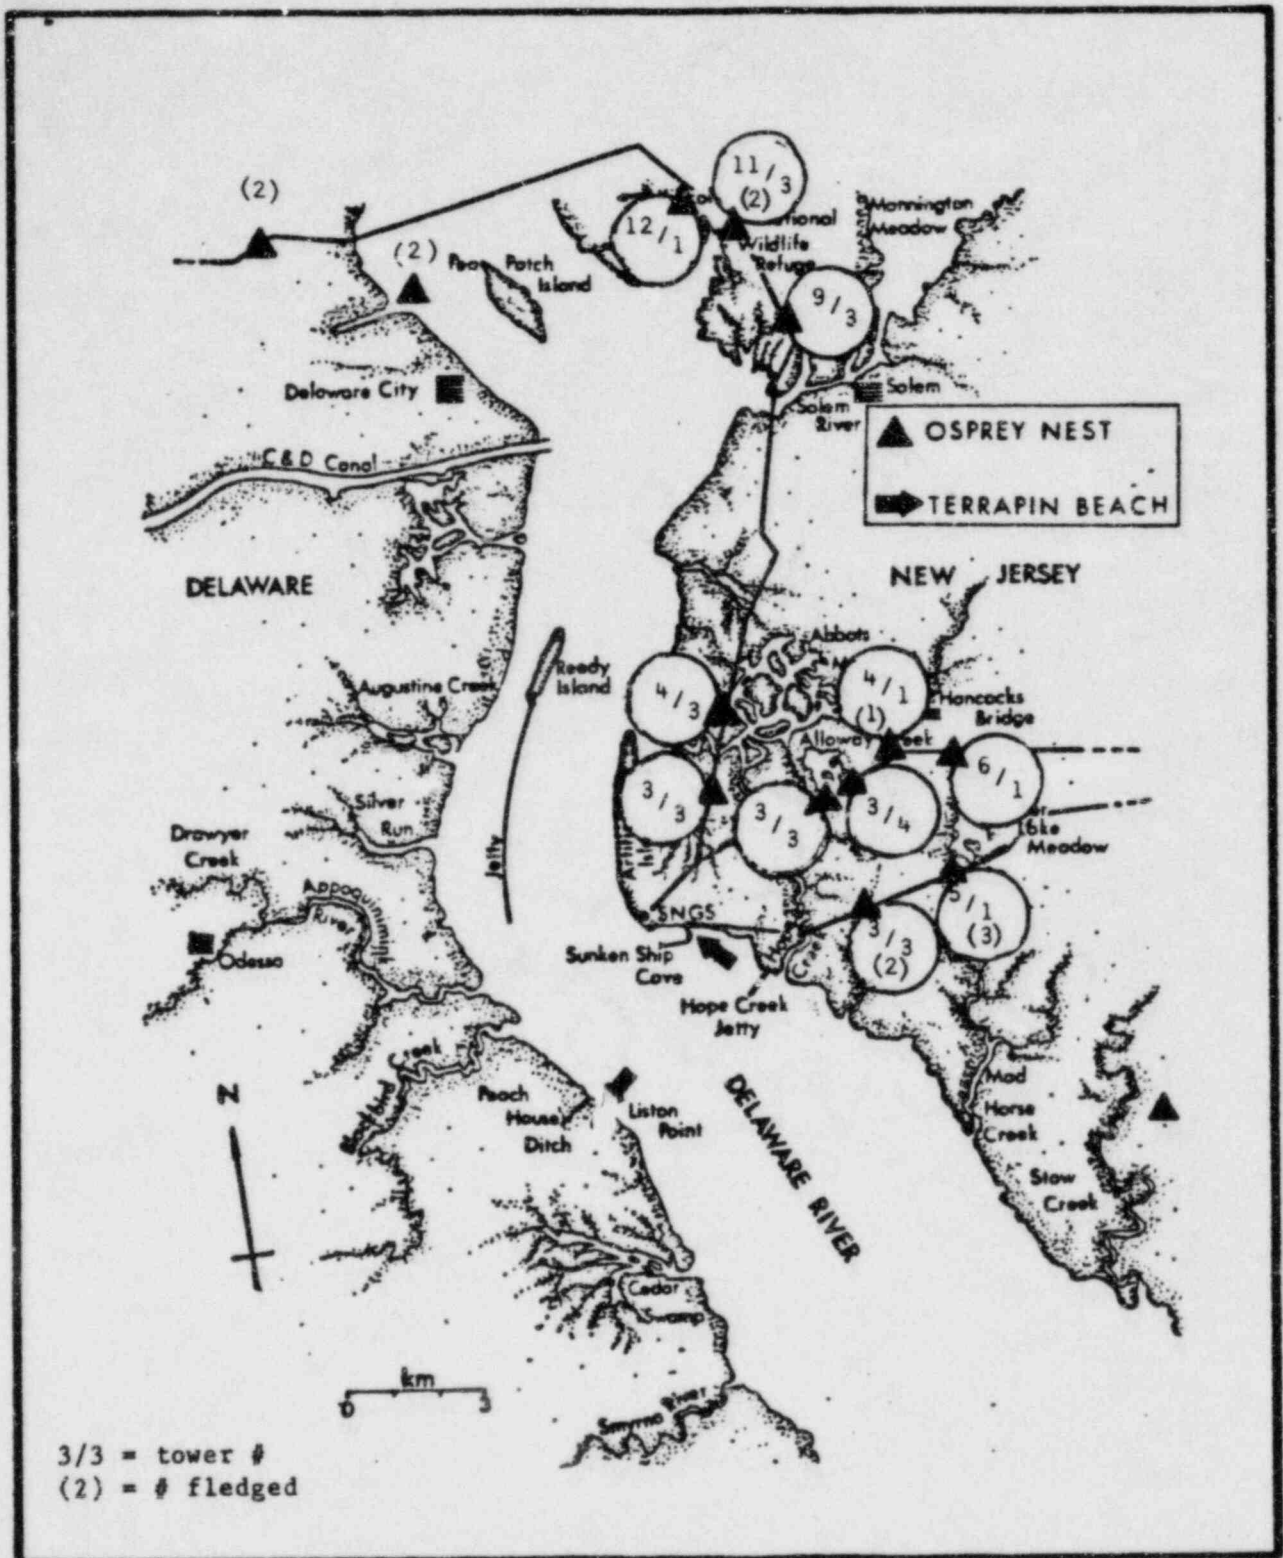 (2)
11/3
(2)
12/1
National
Wildlife
Refuge
Mannington
Meadow
(2)
Pea Patch
Island
9/3
Delaware City
Salem
Salem
River
OSPREY NEST
TERRAPIN BEACH
C & D Canal
DELAWARE
NEW JERSEY
Abbots
Reedy
Island
Augustine Creek
4/3
4/1
(1)
Hancocks
Bridge
Alloway Creek
6/1
3/3
3/3
3/4
Silver
Run
Jetty
Meadow
Drawyer
Creek
Appoquinimink
River
Odessa
SNGS
5/1
(3)
3/3
(2)
Sunken Ship
Cove
Hope Creek
Jetty
Creek
Peach
House
Ditch
Liston
Point
DELAWARE RIVER
Mad
Horse
Creek
Stow
Creek
N
Cedar
Swamp
km
0 3
Smyrna River
3/3 = tower #
(2) = # fledged